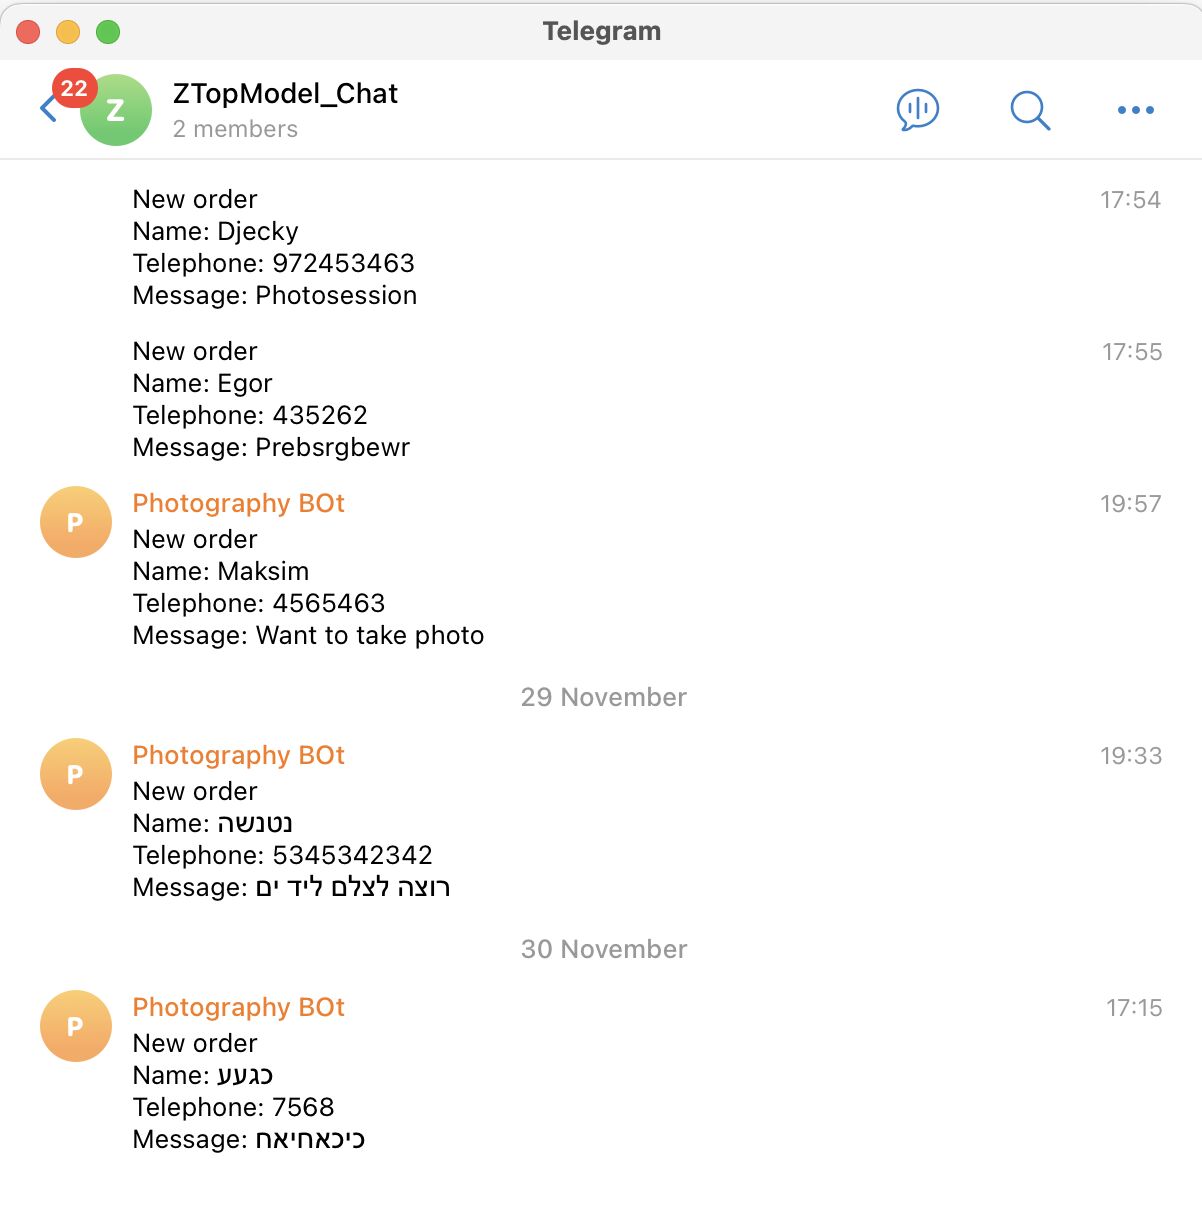 Telegram
22
Z
ZTopModel_Chat
2 members
New order 17:54
Name: Djecky
Telephone: 972453463
Message: Photosession
New order 17:55
Name: Egor
Telephone: 435262
Message: Prebsrgbewr
P
Photography BOt 19:57
New order
Name: Maksim
Telephone: 4565463
Message: Want to take photo
29 November
P
Photography BOt 19:33
New order
Name: נטנשה
Telephone: 5345342342
Message: רוצה לצלם ליד ים
30 November
P
Photography BOt 17:15
New order
Name: כגעע
Telephone: 7568
Message: כיכאחיאח